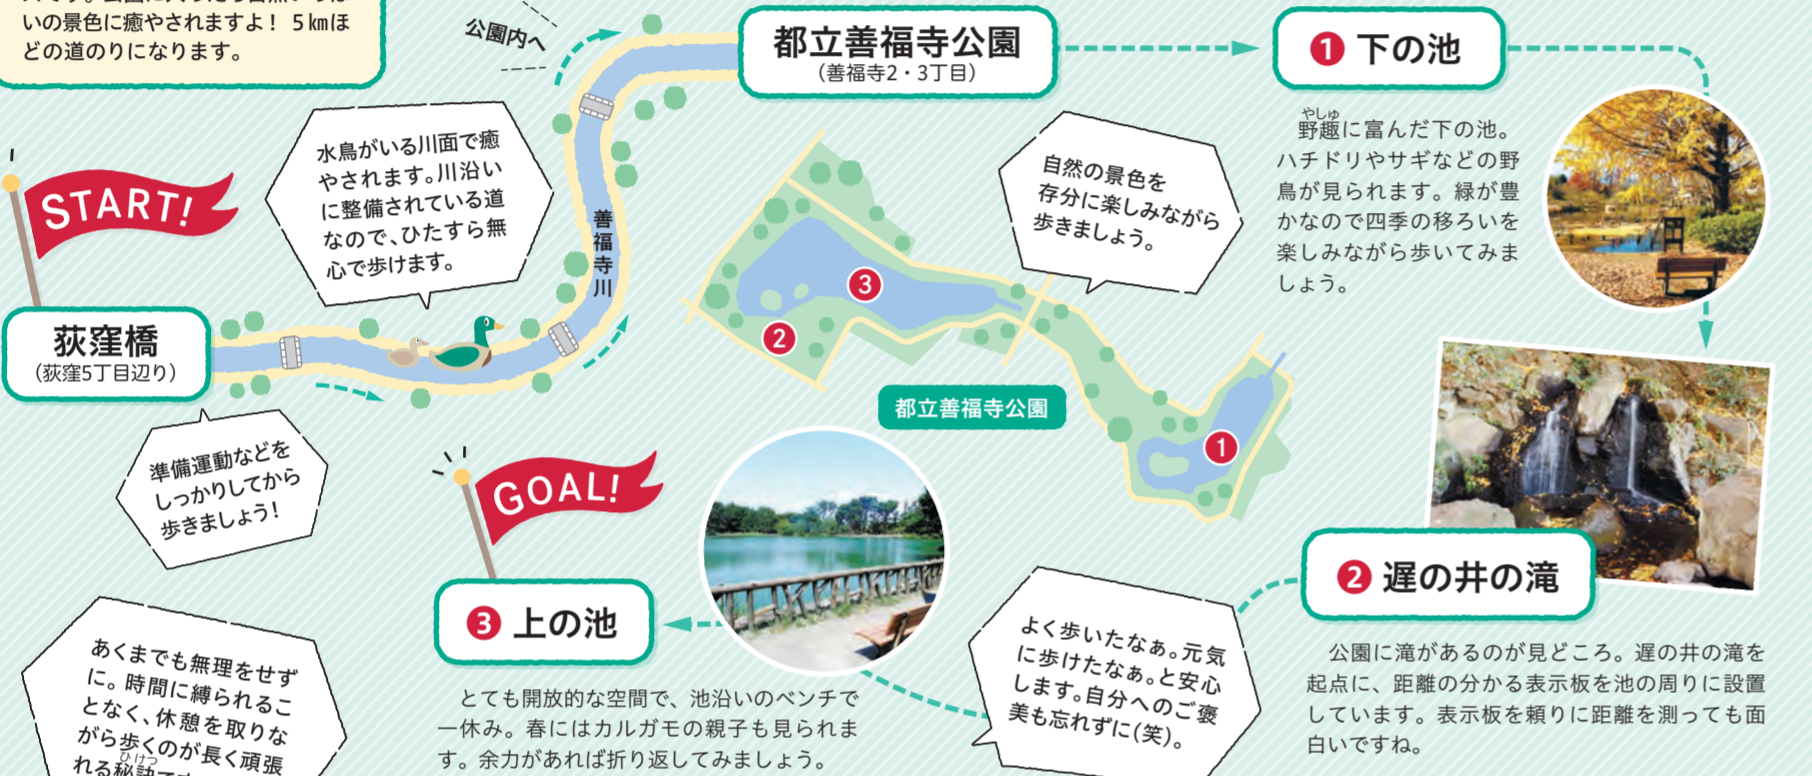 いの景色に癒やされますよ！ 5㎞ほ
どの道のりになります。
公園内へ
都立善福寺公園
（善福寺2・3丁目）
❶ 下の池
やしゅ
野趣に富んだ下の池。
ハチドリやサギなどの野
鳥が見られます。緑が豊
かなので四季の移ろいを
楽しみながら歩いてみま
しょう。
START!
水鳥がいる川面で癒
やされます。川沿い
に整備されている道
なので、ひたすら無
心で歩けます。
善福寺川
自然の景色を
存分に楽しみながら
歩きましょう。
荻窪橋
（荻窪5丁目辺り）
❸
❷
都立善福寺公園
❶
準備運動などを
しっかりしてから
歩きましょう！
GOAL!
❷ 遅の井の滝
公園に滝があるのが見どころ。遅の井の滝を
起点に、距離の分かる表示板を池の周りに設置
しています。表示板を頼りに距離を測っても面
白いですね。
よく歩いたなぁ。元気
に歩けたなぁ。と安心
します。自分へのご褒
美も忘れずに(笑)。
❸ 上の池
とても開放的な空間で、池沿いのベンチで
一休み。春にはカルガモの親子も見られま
す。余力があれば折り返してみましょう。
あくまでも無理をせず
に。時間に縛られるこ
となく、休憩を取りな
がら歩くのが長く頑張
ひけつ
れる秘訣です